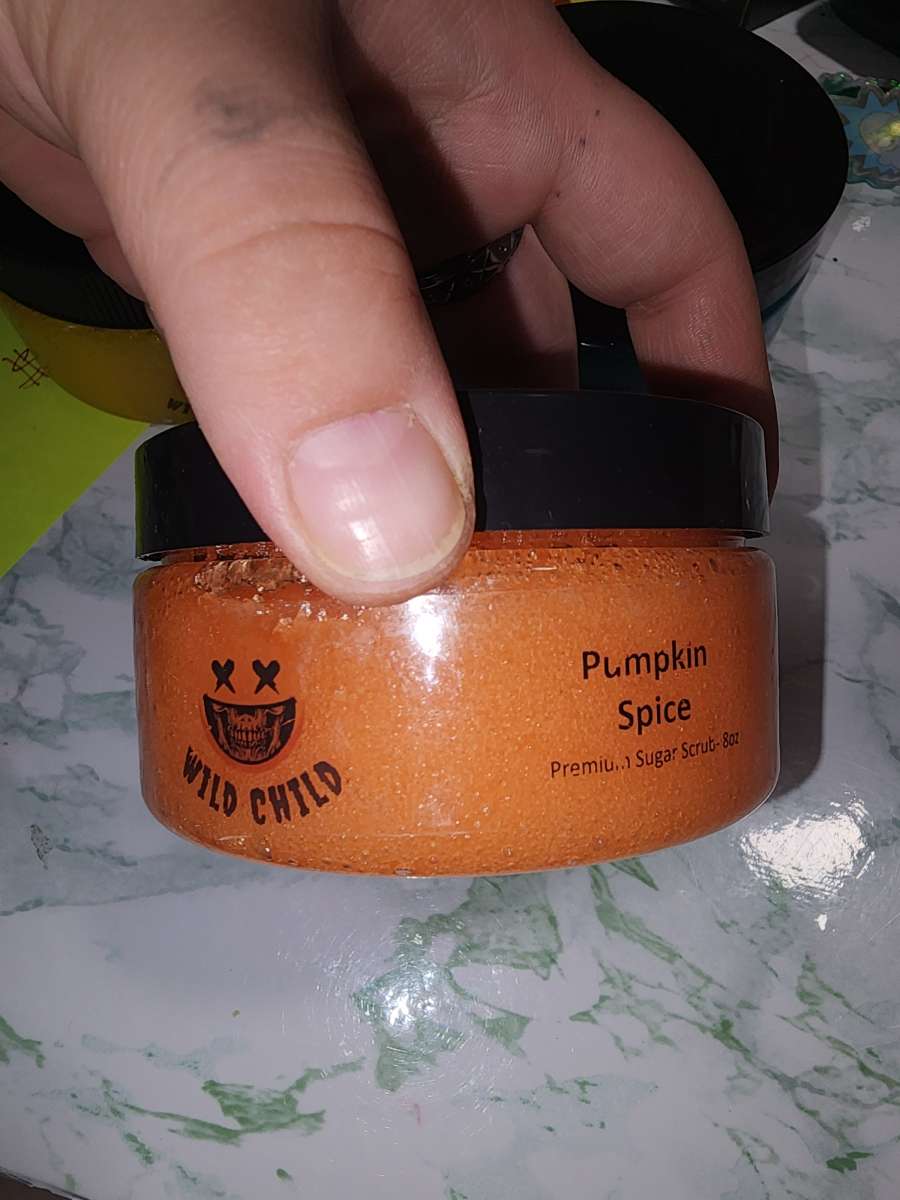 WILD CHILD
Pumpkin
Spice
Premium Sugar Scrub- 8oz